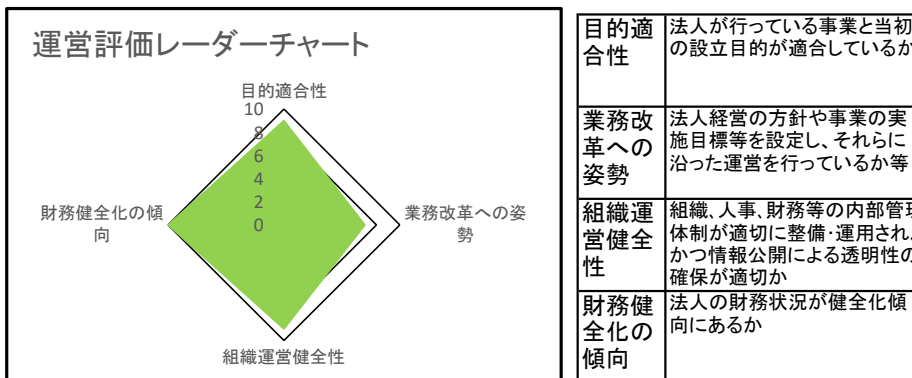 運営評価レーダーチャート
目的適合性
10
8
6
4
2
0
財務健全化の傾
向
業務改革への姿
勢
組織運営健全性
目的適
合性
法人が行っている事業と当初
の設立目的が適合しているか
業務改
革への
姿勢
法人経営の方針や事業の実
施目標等を設定し、それらに
沿った運営を行っているか等
組織運
営健全
性
組織、人事、財務等の内部管理
体制が適切に整備・運用され、
かつ情報公開による透明性の
確保が適切か
財務健
全化の
傾向
法人の財務状況が健全化傾
向にあるか